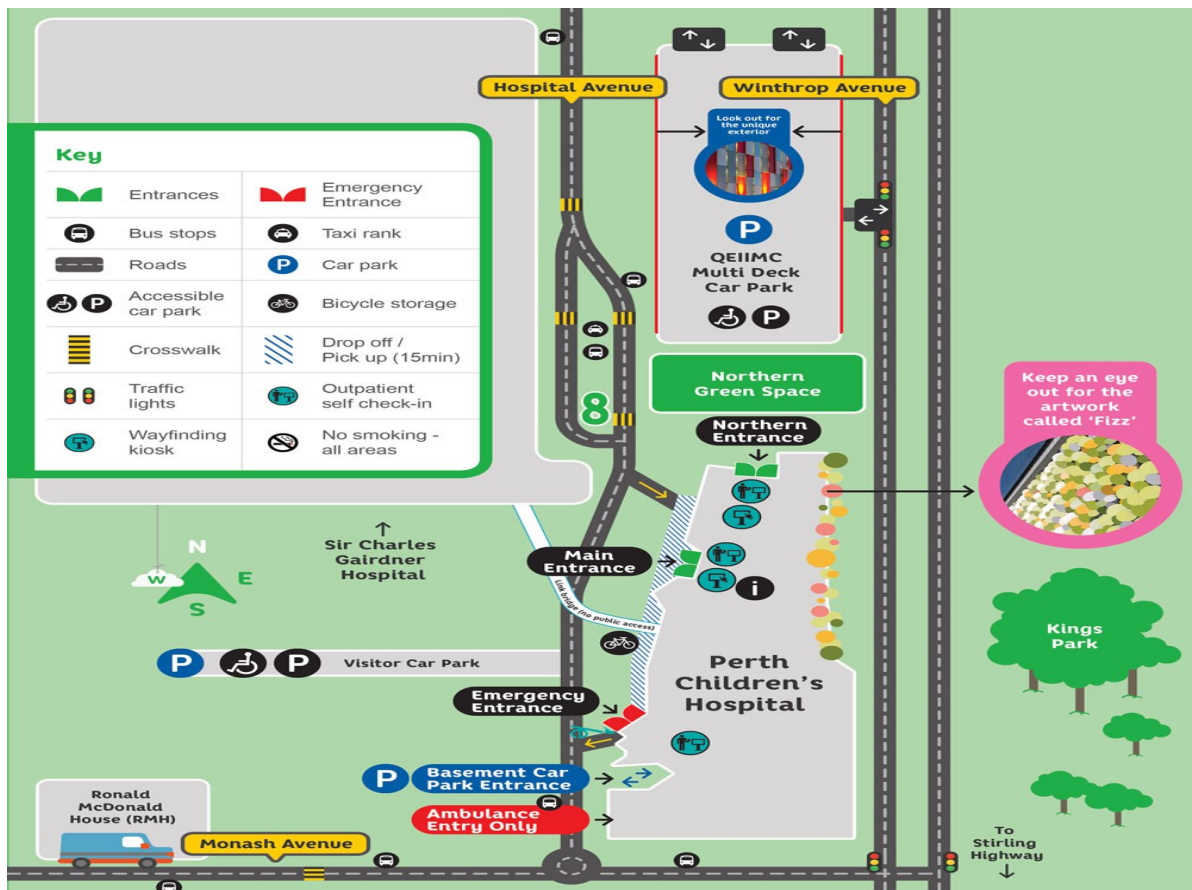 Hospital Avenue
Winthrop Avenue
Look out for
the unique
exterior
P
QEIIMC
Multi Deck
Car Park
P
Key
Entrances
Emergency
Entrance
Bus stops
Taxi rank
Roads
P
Car park
P
Accessible
car park
Bicycle storage
Crosswalk
Drop off /
Pick up (15min)
Traffic
lights
Outpatient
self check-in
Wayfinding
kiosk
No smoking -
all areas
8
Northern
Green Space
Northern
Entrance
Keep an eye
out for the
artwork
called ‘Fizz’
Sir Charles
Gairdner
Hospital
Main
Entrance
i
N
W
E
S
Link bridge (no public access)
P
P
Visitor Car Park
Perth
Children’s
Hospital
Kings
Park
Emergency
Entrance
P
Basement Car
Park Entrance
Ambulance
Entry Only
Ronald
McDonald
House (RMH)
Monash Avenue
To
Stirling
Highway